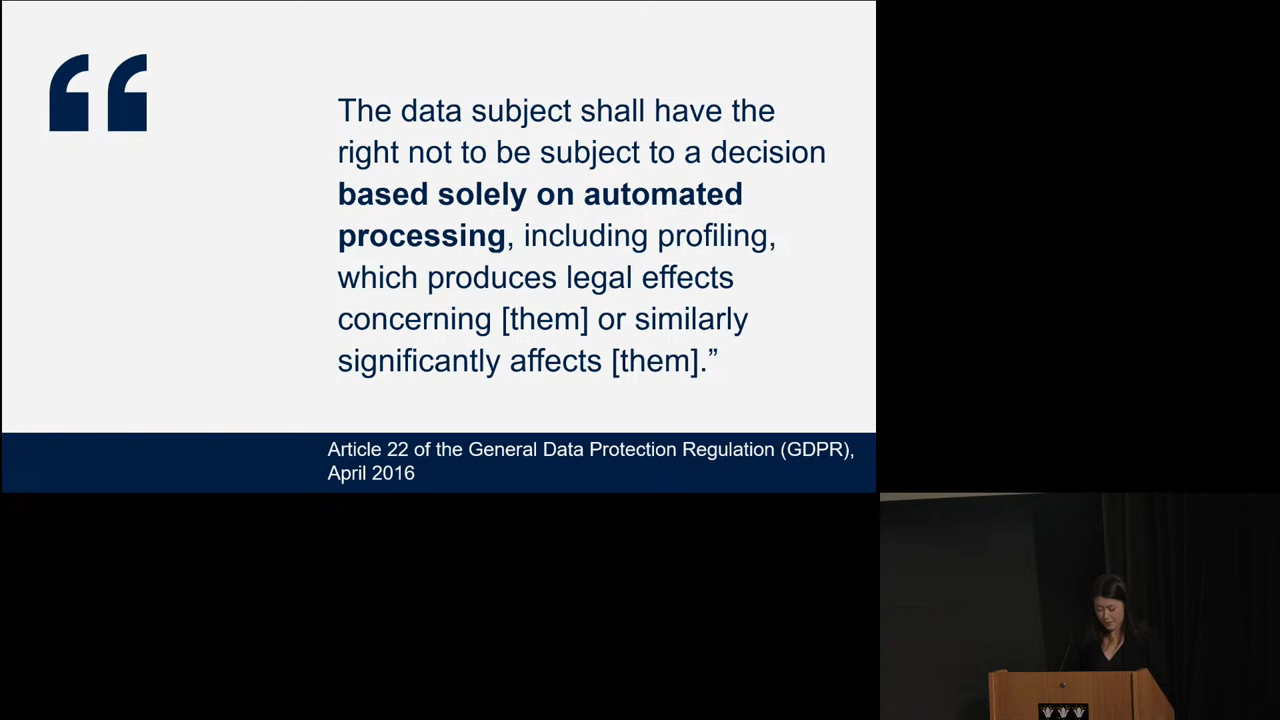 “
The data subject shall have the
right not to be subject to a decision
based solely on automated
processing, including profiling,
which produces legal effects
concerning [them] or similarly
significantly affects [them].”
Article 22 of the General Data Protection Regulation (GDPR),
April 2016